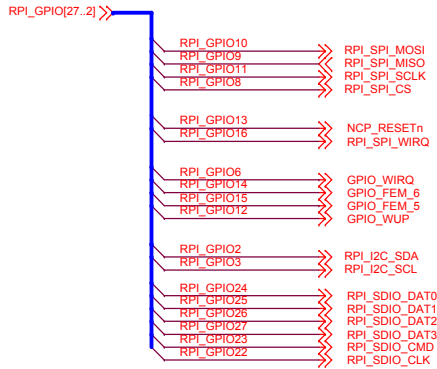 RPI_GPIO[27..2]
RPI_GPIO10 RPI_SPI_MOSI
RPI_GPIO9 RPI_SPI_MISO
RPI_GPIO11 RPI_SPI_SCLK
RPI_GPIO8 RPI_SPI_CS
RPI_GPIO13 NCP_RESETn
RPI_GPIO16 RPI_SPI_WIRQ
RPI_GPIO6 GPIO_WIRQ
RPI_GPIO14 GPIO_FEM_6
RPI_GPIO15 GPIO_FEM_5
RPI_GPIO12 GPIO_WUP
RPI_GPIO2 RPI_I2C_SDA
RPI_GPIO3 RPI_I2C_SCL
RPI_GPIO24 RPI_SDIO_DAT0
RPI_GPIO25 RPI_SDIO_DAT1
RPI_GPIO26 RPI_SDIO_DAT2
RPI_GPIO27 RPI_SDIO_DAT3
RPI_GPIO23 RPI_SDIO_CMD
RPI_GPIO22 RPI_SDIO_CLK